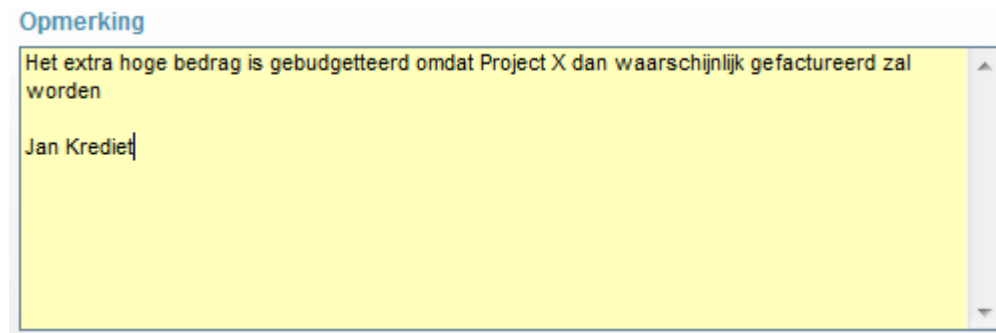 Opmerking
Het extra hoge bedrag is gebudgetteerd omdat Project X dan waarschijnlijk gefactureerd zal
worden
Jan Krediet